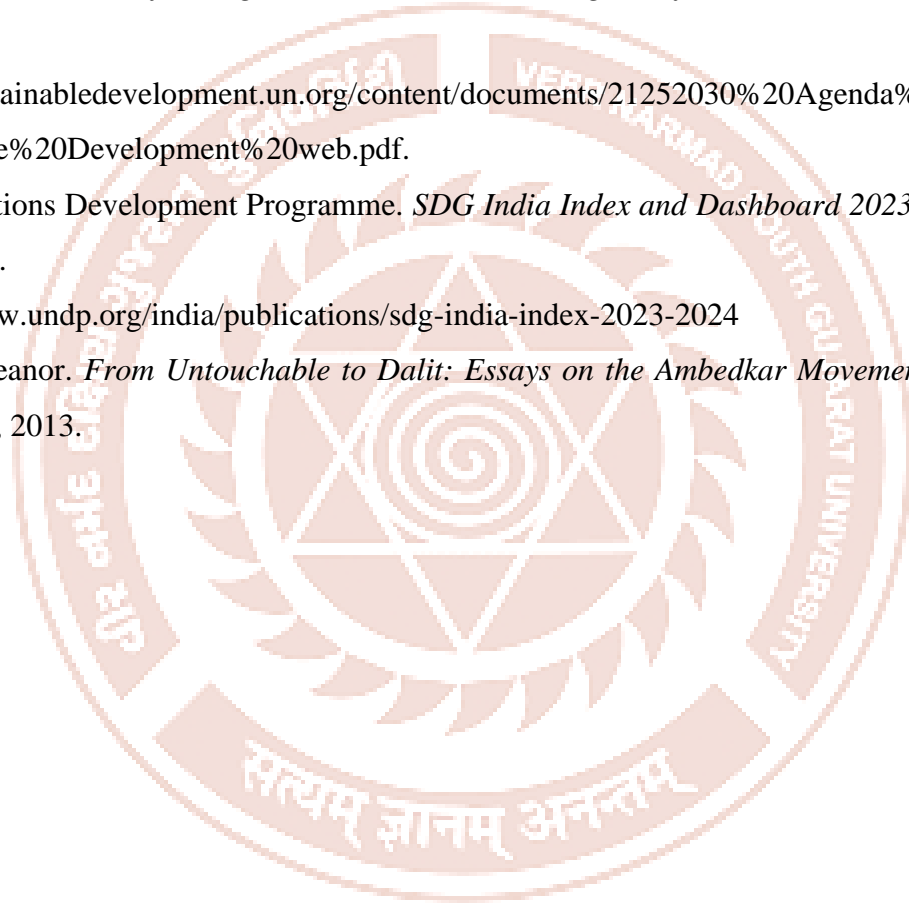 ainabledevelopment.un.org/content/documents/21252030%20Agenda%
e%20Development%20web.pdf.
tions Development Programme. SDG India Index and Dashboard 2023
.
w.undp.org/india/publications/sdg-india-index-2023-2024
eanor. From Untouchable to Dalit: Essays on the Ambedkar Movemen
, 2013.
VEER NARMAD SOUTH GUJARAT UNIVERSITY
सत्यम् ज्ञानम् अनन्तम्